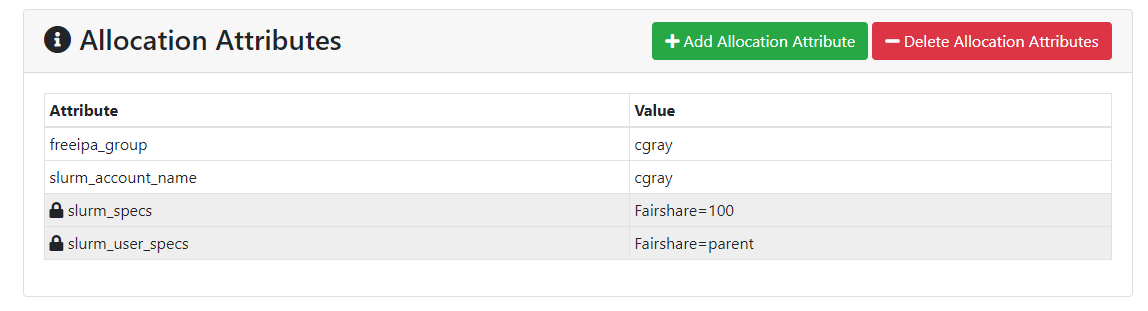 Allocation Attributes
Add Allocation Attribute
Delete Allocation Attributes
Attribute Value
freeipa_group cgray
slurm_account_name cgray
slurm_specs Fairshare=100
slurm_user_specs Fairshare=parent